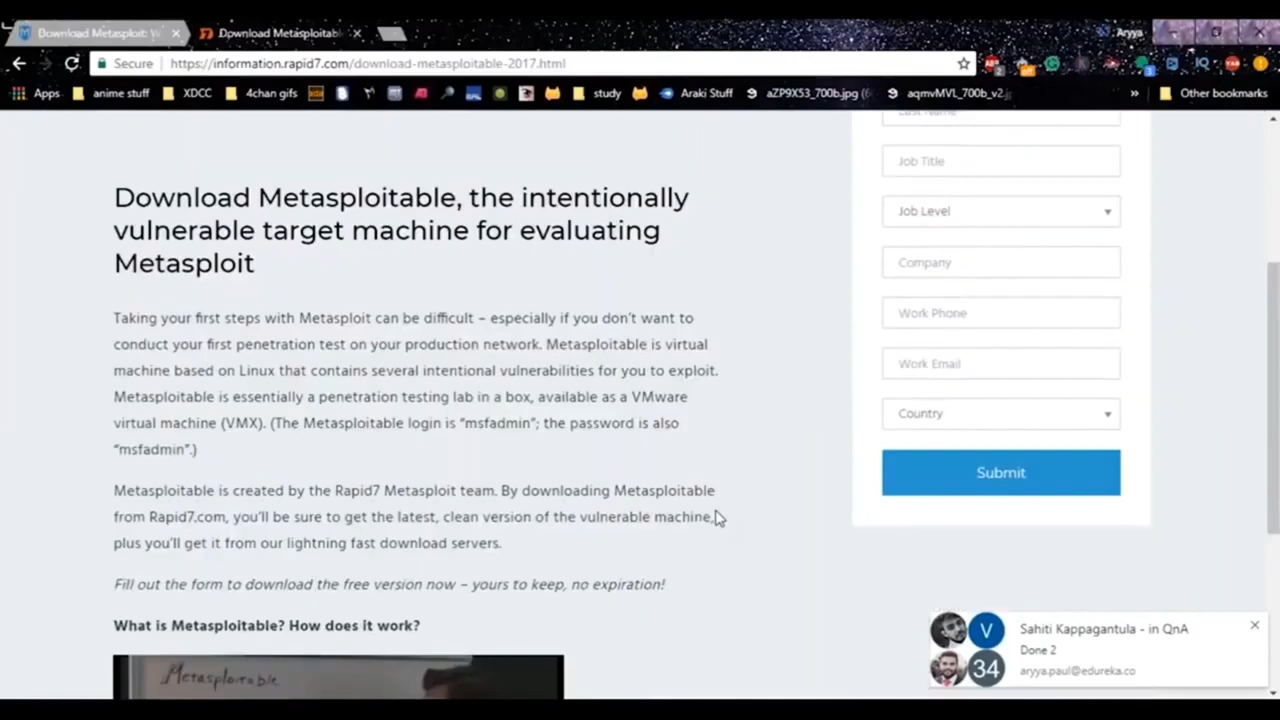 Download Metasploit: W
Download Metasploitab
Aryya
Secure
https://information.rapid7.com/download-metasploitable-2017.html
Apps
anime stuff
XDCC
4chan gifs
study
Araki Stuff
aZP9X53_700b.jpg (6
aqmvMVL_700b_v2.j
»
Other bookmarks
Last Name
Job Title
Job Level
Company
Work Phone
Work Email
Country
Submit
Download Metasploitable, the intentionally
vulnerable target machine for evaluating
Metasploit
Taking your first steps with Metasploit can be difficult – especially if you don't want to
conduct your first penetration test on your production network. Metasploitable is virtual
machine based on Linux that contains several intentional vulnerabilities for you to exploit.
Metasploitable is essentially a penetration testing lab in a box, available as a VMware
virtual machine (VMX). (The Metasploitable login is “msfadmin”; the password is also
“msfadmin”.)
Metasploitable is created by the Rapid7 Metasploit team. By downloading Metasploitable
from Rapid7.com, you'll be sure to get the latest, clean version of the vulnerable machine,
plus you'll get it from our lightning fast download servers.
Fill out the form to download the free version now – yours to keep, no expiration!
What is Metasploitable? How does it work?
Metasploitable
V
34
Sahiti Kappagantula - in QnA
Done 2
aryya.paul@edureka.co